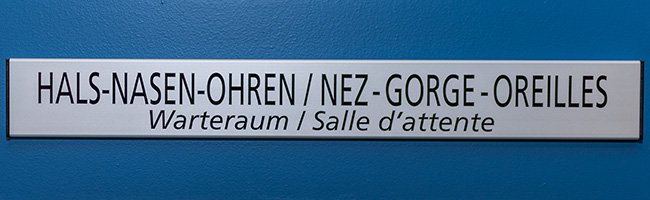 HALS-NASEN-OHREN / NEZ-GORGE-OREILLES
Warteraum / Salle d'attente